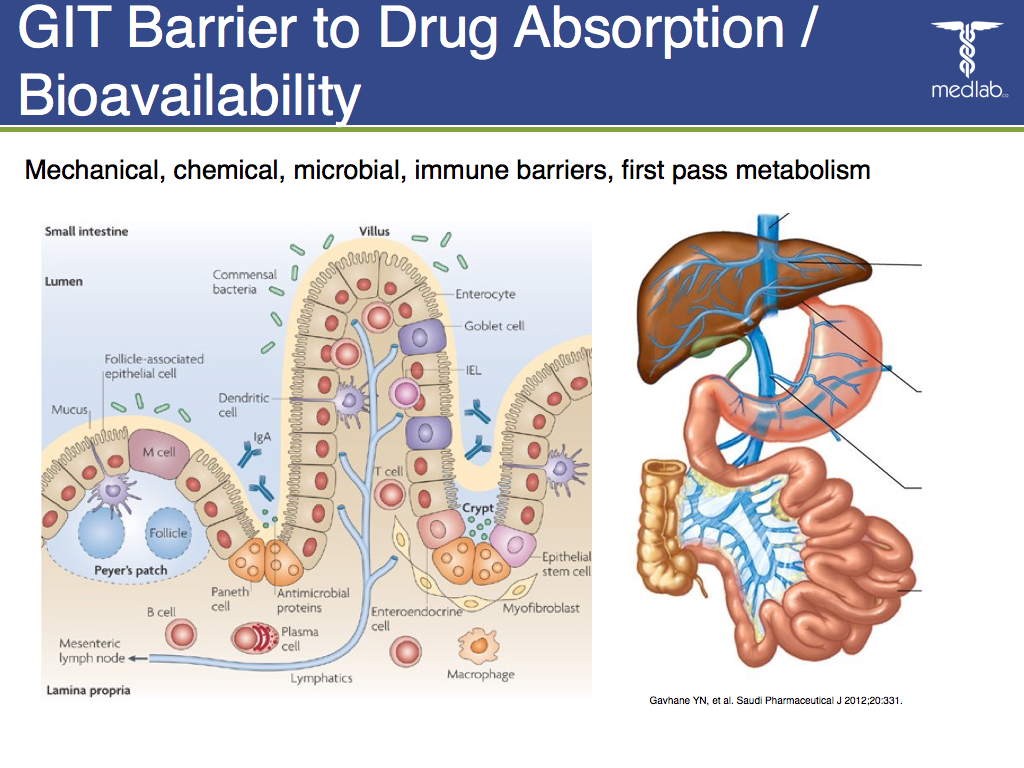 GIT Barrier to Drug Absorption /
Bioavailability
medlab
Mechanical, chemical, microbial, immune barriers, first pass metabolism
Small intestine
Villus
Lumen
Commensal
bacteria
Enterocyte
Goblet cell
Follicle-associated
epithelial cell
IEL
Dendritic
cell
Mucus
IgA
M cell
T cell
Crypt
Follicle
Peyer's patch
Epithelial
stem cell
Paneth
cell
Antimicrobial
proteins
Enteroendocrine
cell
Myofibroblast
B cell
Plasma
cell
Mesenteric
lymph node
Lymphatics
Macrophage
Lamina propria
Gavhane YN, et al. Saudi Pharmaceutical J 2012;20:331.